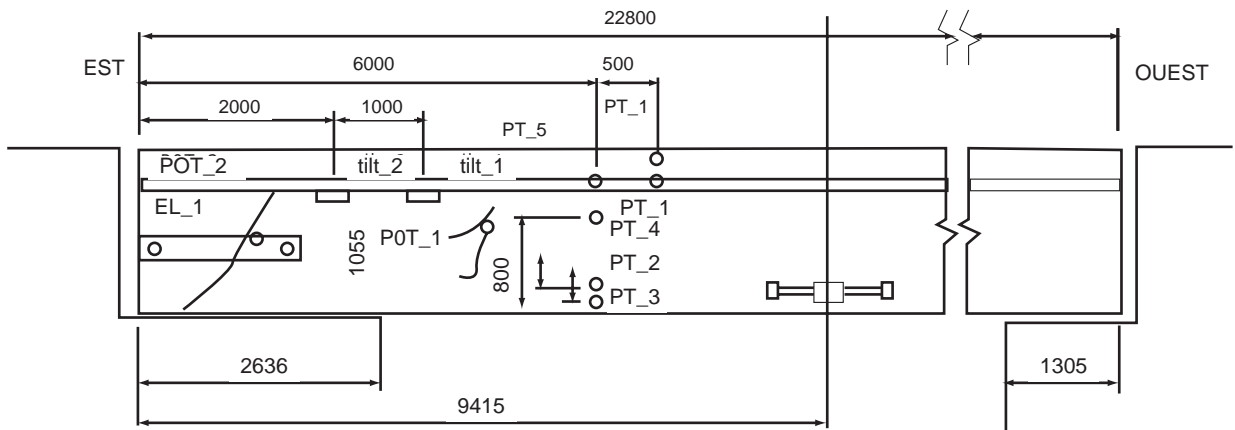 22800
EST
6000
500
OUEST
2000
1000
PT_1
PT_5
POT_2
tilt_2
tilt_1
EL_1
PT_1
P0T_1
PT_4
1055
800
PT_2
PT_3
2636
1305
9415